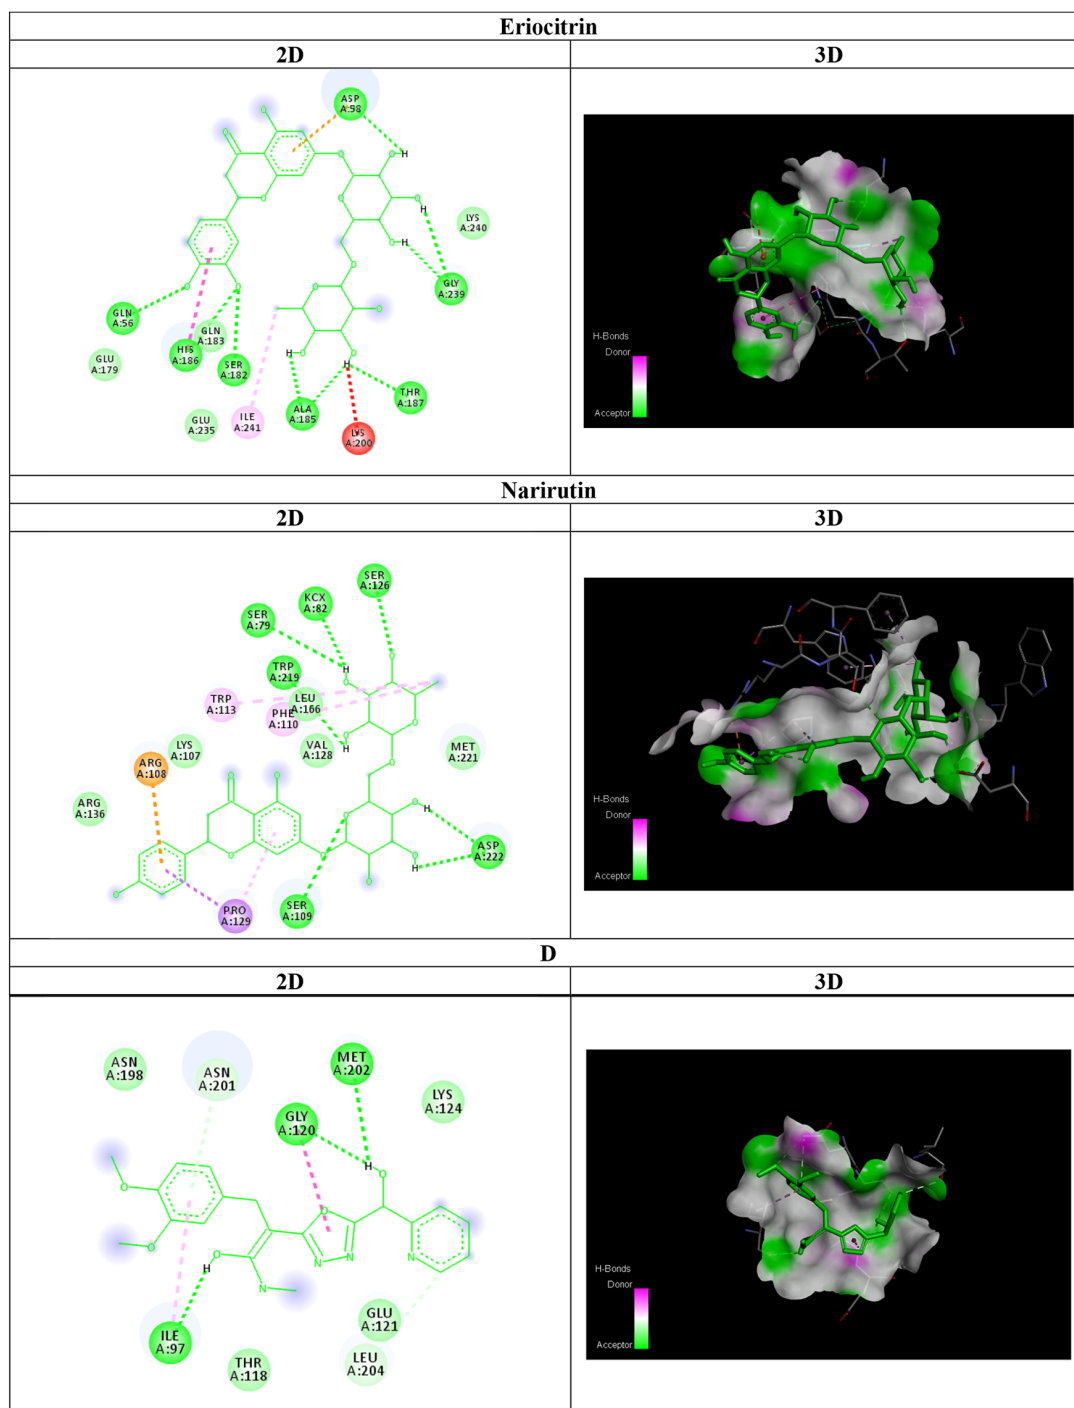 Eriocitrin
2D
3D
ASP
A:58
H
LYS
A:240
H
H
GLY
A:239
GLN
A:56
GLN
A:183
HIS
A:186
GLU
A:179
SER
A:182
H
H
THR
A:187
ALA
A:185
ILE
A:241
GLU
A:235
LYS
A:200
H-Bonds
Donor
Acceptor
Narirutin
2D
3D
SER
A:126
KCX
A:82
SER
A:79
H
TRP
A:219
TRP
A:113
LEU
A:166
PHE
A:110
H
VAL
A:128
MET
A:221
LYS
A:107
ARG
A:108
ARG
A:136
H
ASP
A:222
H
SER
A:109
PRO
A:129
H-Bonds
Donor
Acceptor
D
2D
3D
ASN
A:198
ASN
A:201
MET
A:202
LYS
A:124
GLY
A:120
H
O
O
O
O
N
N
N
H
O
N
ILE
A:97
GLU
A:121
THR
A:118
LEU
A:204
H-Bonds
Donor
Acceptor